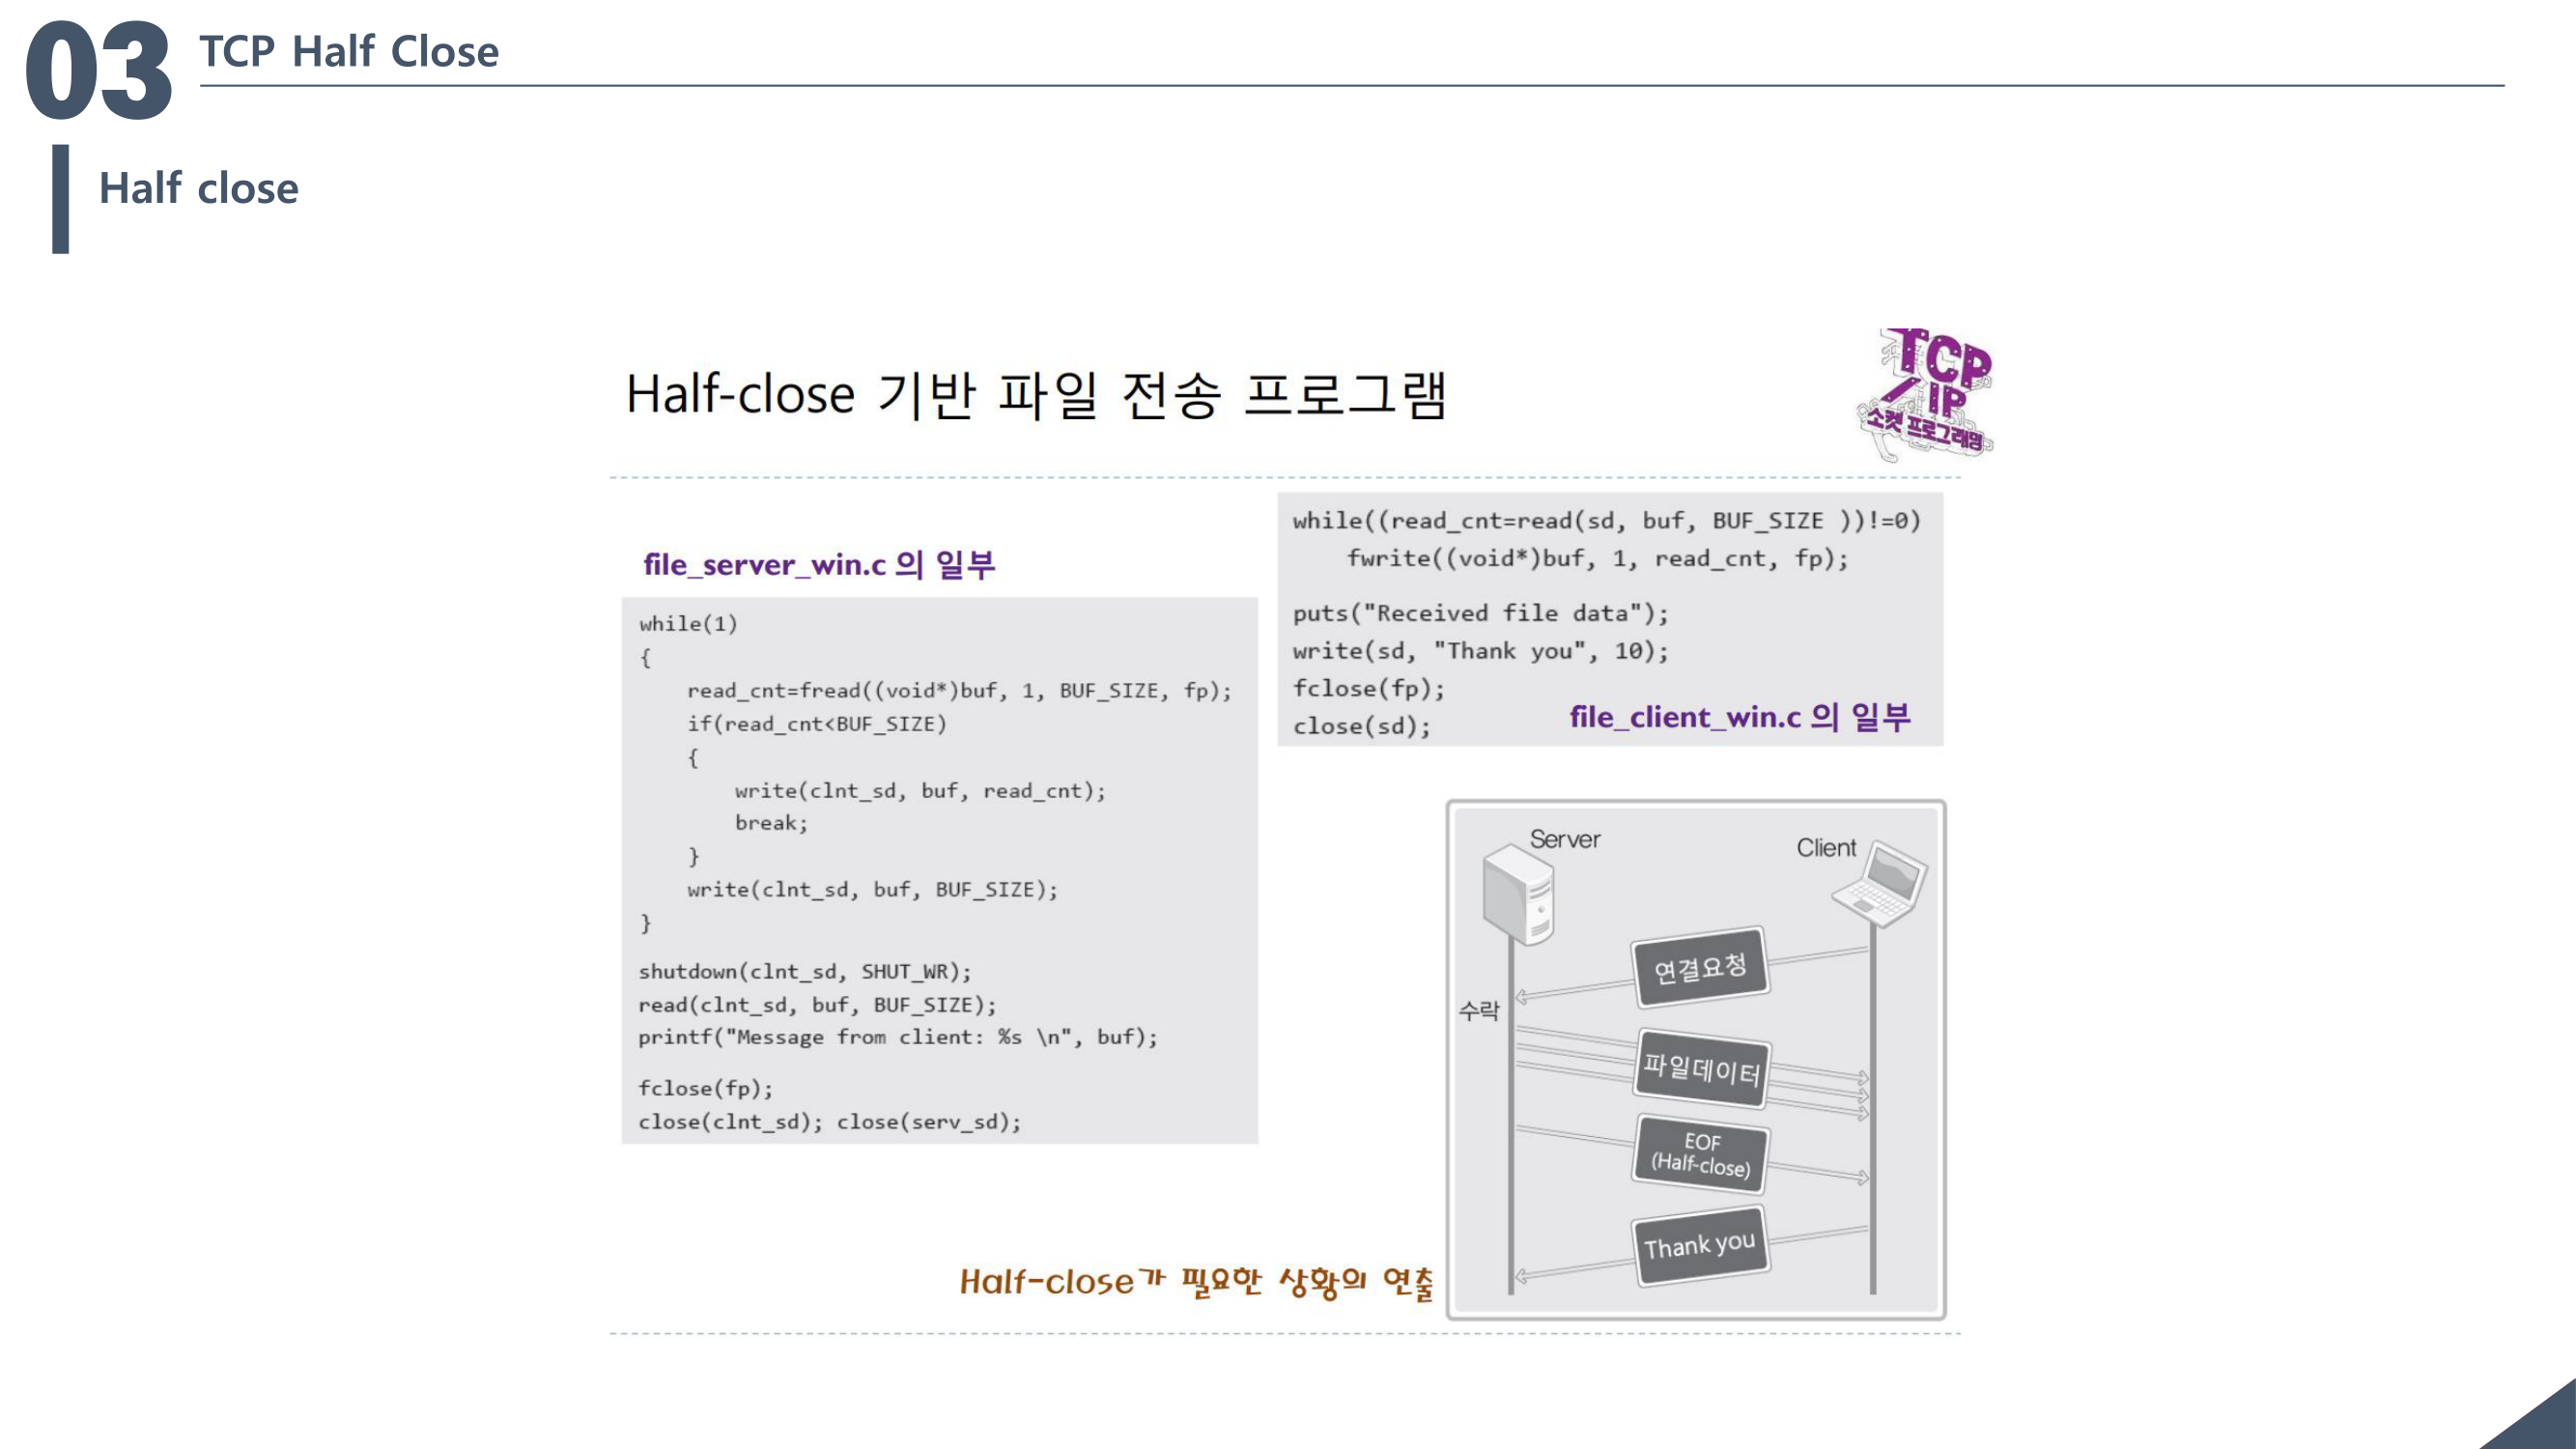 03
TCP Half Close
Half close
Half-close 기반 파일 전송 프로그램
TCP
/IP
소켓 프로그래밍
file_server_win.c 의 일부
while(1)
{
read_cnt=fread((void*)buf, 1, BUF_SIZE, fp);
if(read_cnt<BUF_SIZE)
{
write(clnt_sd, buf, read_cnt);
break;
}
write(clnt_sd, buf, BUF_SIZE);
}
shutdown(clnt_sd, SHUT_WR);
read(clnt_sd, buf, BUF_SIZE);
printf("Message from client: %s \n", buf);
fclose(fp);
close(clnt_sd); close(serv_sd);
while((read_cnt=read(sd, buf, BUF_SIZE ))!=0)
fwrite((void*)buf, 1, read_cnt, fp);
puts("Received file data");
write(sd, "Thank you", 10);
fclose(fp);
close(sd);
file_client_win.c 의 일부
Server
Client
연결요청
수락
파일데이터
EOF
(Half-close)
Thank you
Half-close가 필요한 상황의 연출